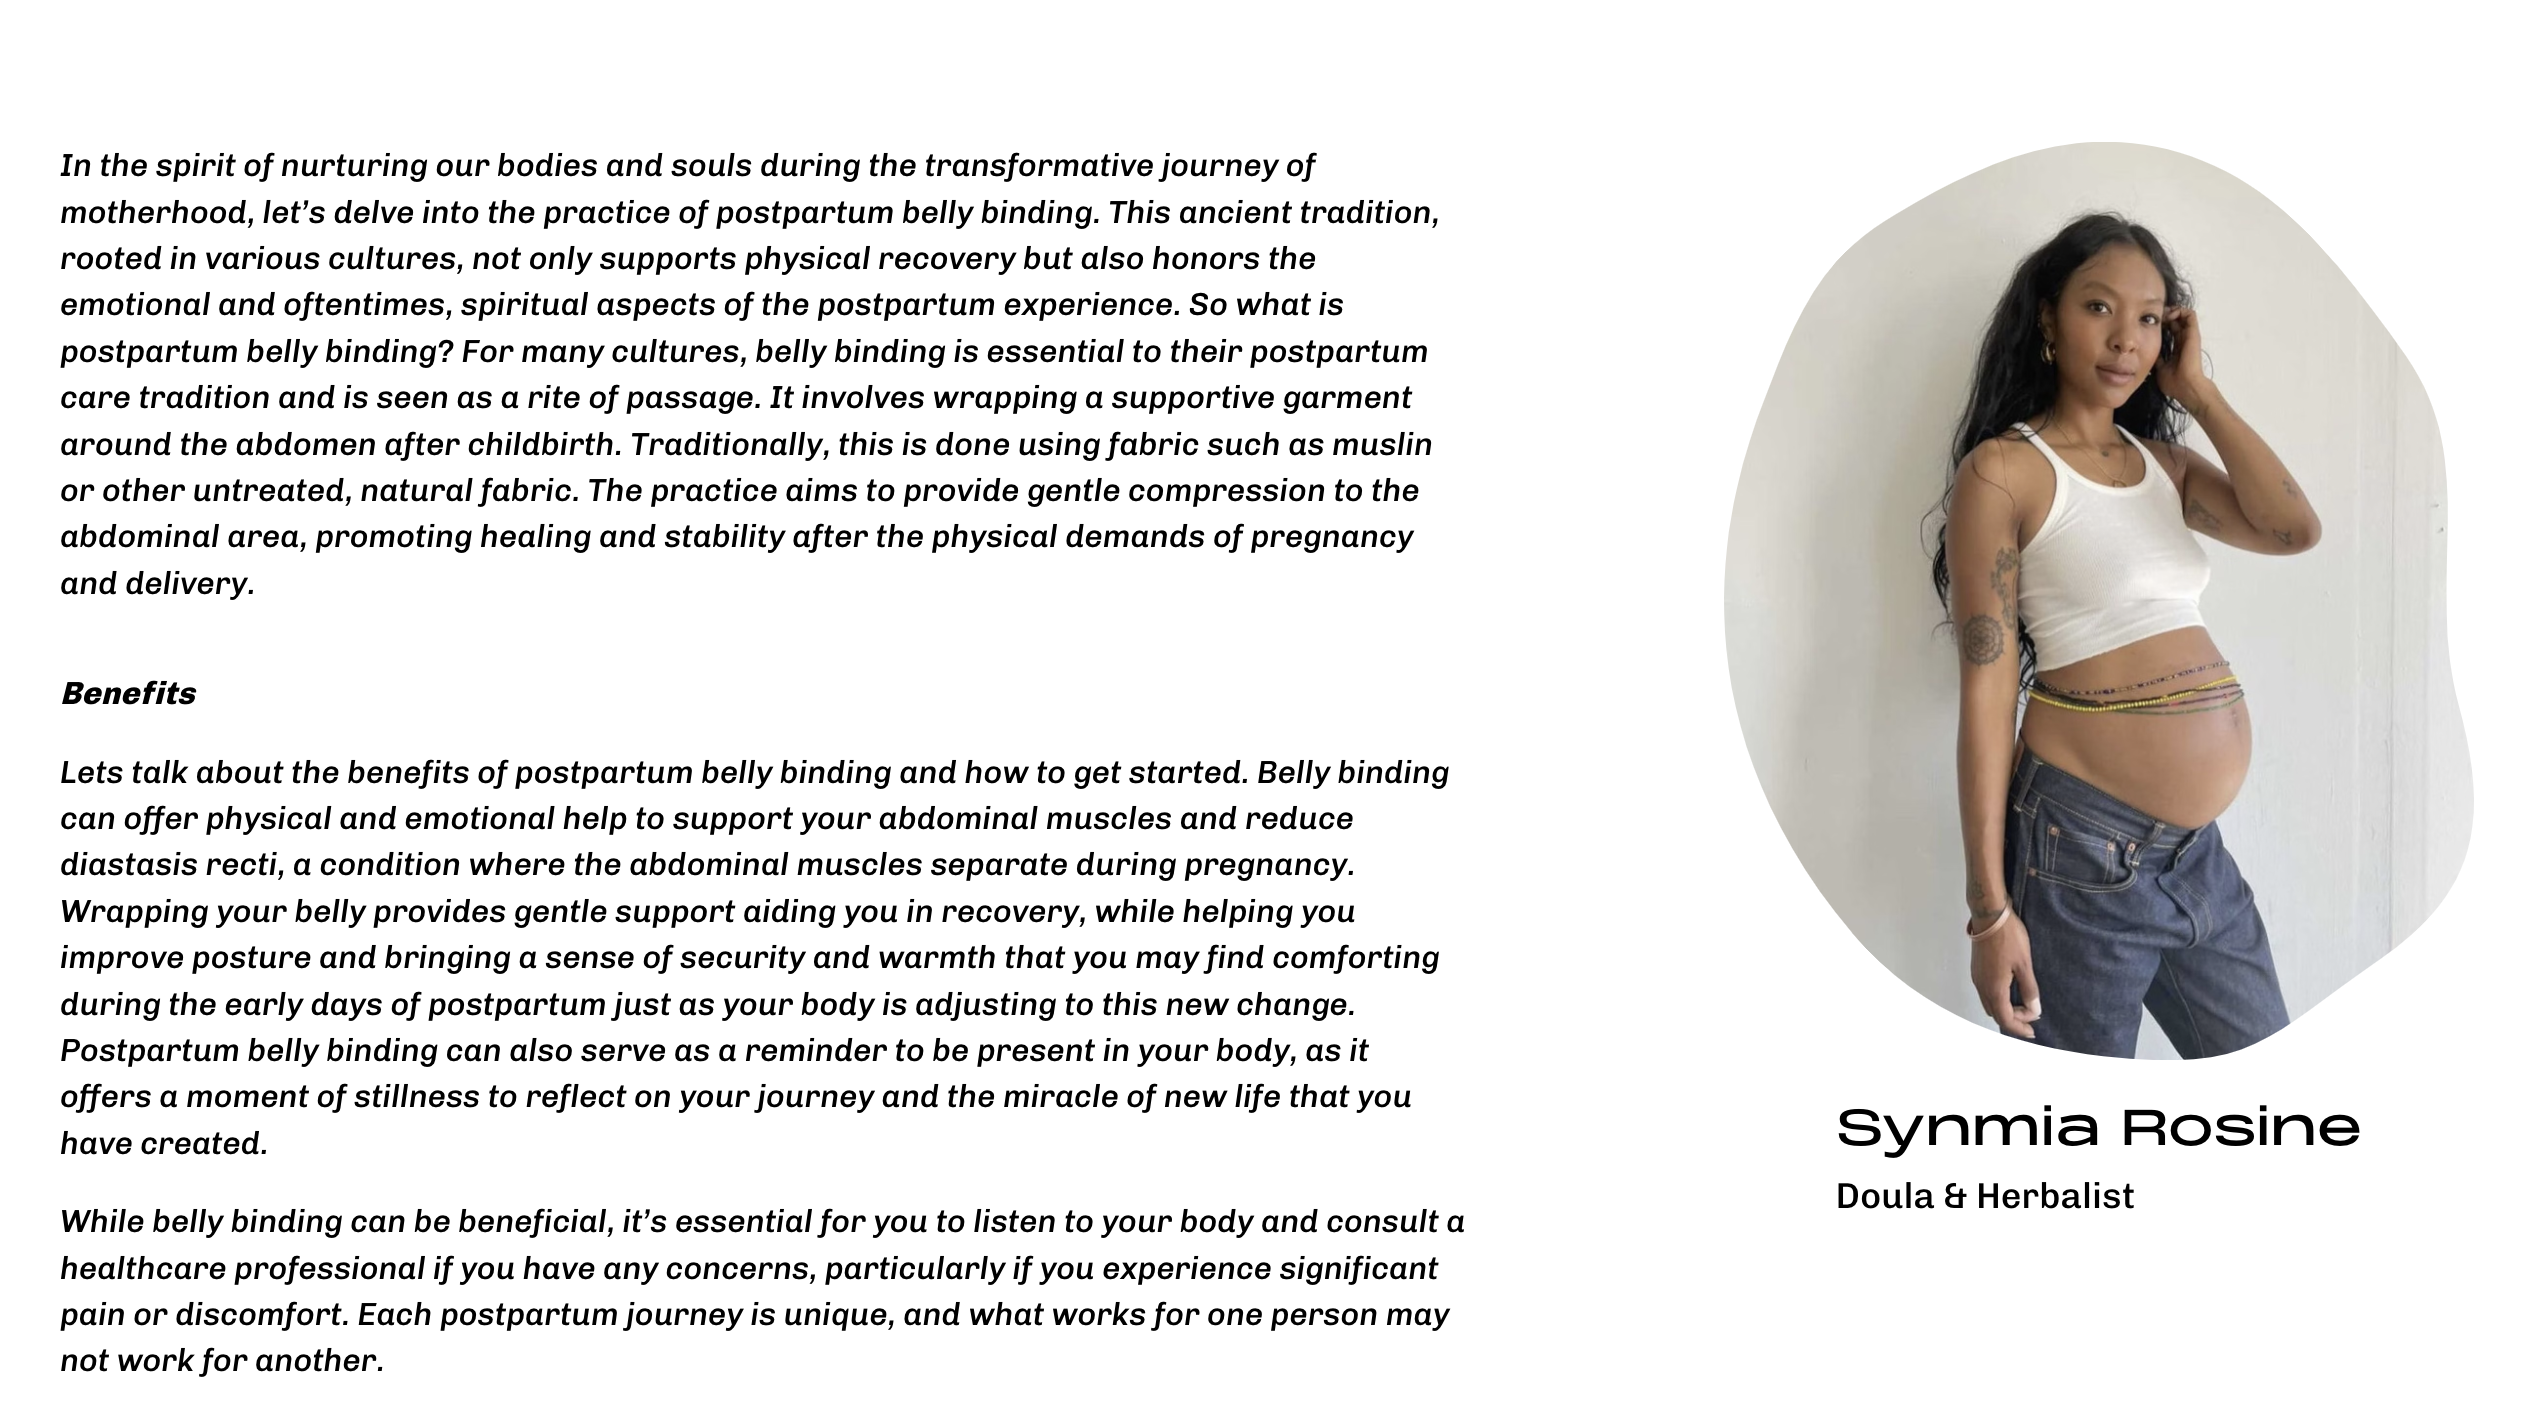 In the spirit of nurturing our bodies and souls during the transformative journey of
motherhood, let’s delve into the practice of postpartum belly binding. This ancient tradition,
rooted in various cultures, not only supports physical recovery but also honors the
emotional and oftentimes, spiritual aspects of the postpartum experience. So what is
postpartum belly binding? For many cultures, belly binding is essential to their postpartum
care tradition and is seen as a rite of passage. It involves wrapping a supportive garment
around the abdomen after childbirth. Traditionally, this is done using fabric such as muslin
or other untreated, natural fabric. The practice aims to provide gentle compression to the
abdominal area, promoting healing and stability after the physical demands of pregnancy
and delivery.
Benefits
Lets talk about the benefits of postpartum belly binding and how to get started. Belly binding
can offer physical and emotional help to support your abdominal muscles and reduce
diastasis recti, a condition where the abdominal muscles separate during pregnancy.
Wrapping your belly provides gentle support aiding you in recovery, while helping you
improve posture and bringing a sense of security and warmth that you may find comforting
during the early days of postpartum just as your body is adjusting to this new change.
Postpartum belly binding can also serve as a reminder to be present in your body, as it
offers a moment of stillness to reflect on your journey and the miracle of new life that you
have created.
While belly binding can be beneficial, it’s essential for you to listen to your body and consult a
healthcare professional if you have any concerns, particularly if you experience significant
pain or discomfort. Each postpartum journey is unique, and what works for one person may
not work for another.
Synmia Rosine
Doula & Herbalist